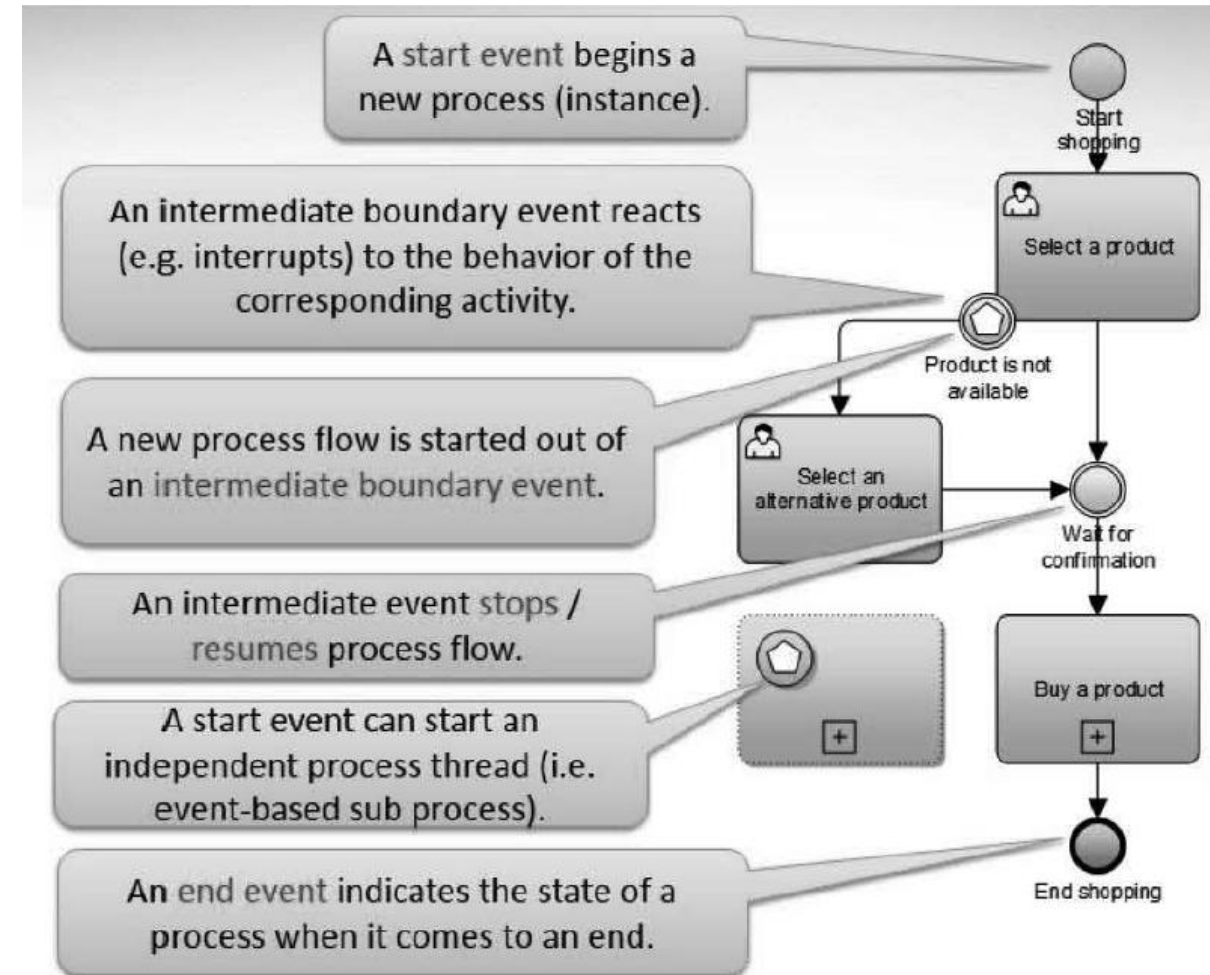 A start event begins a
new process (instance).
Start
shopping
An intermediate boundary event reacts
(e.g. interrupts) to the behavior of the
corresponding activity.
Select a product
Product is not
available
A new process flow is started out of
an intermediate boundary event.
Select an
alternative product
Wait for
confirmation
An intermediate event stops /
resumes process flow.
A start event can start an
independent process thread (i.e.
event-based sub process).
Buy a product
An end event indicates the state of a
process when it comes to an end.
End shopping